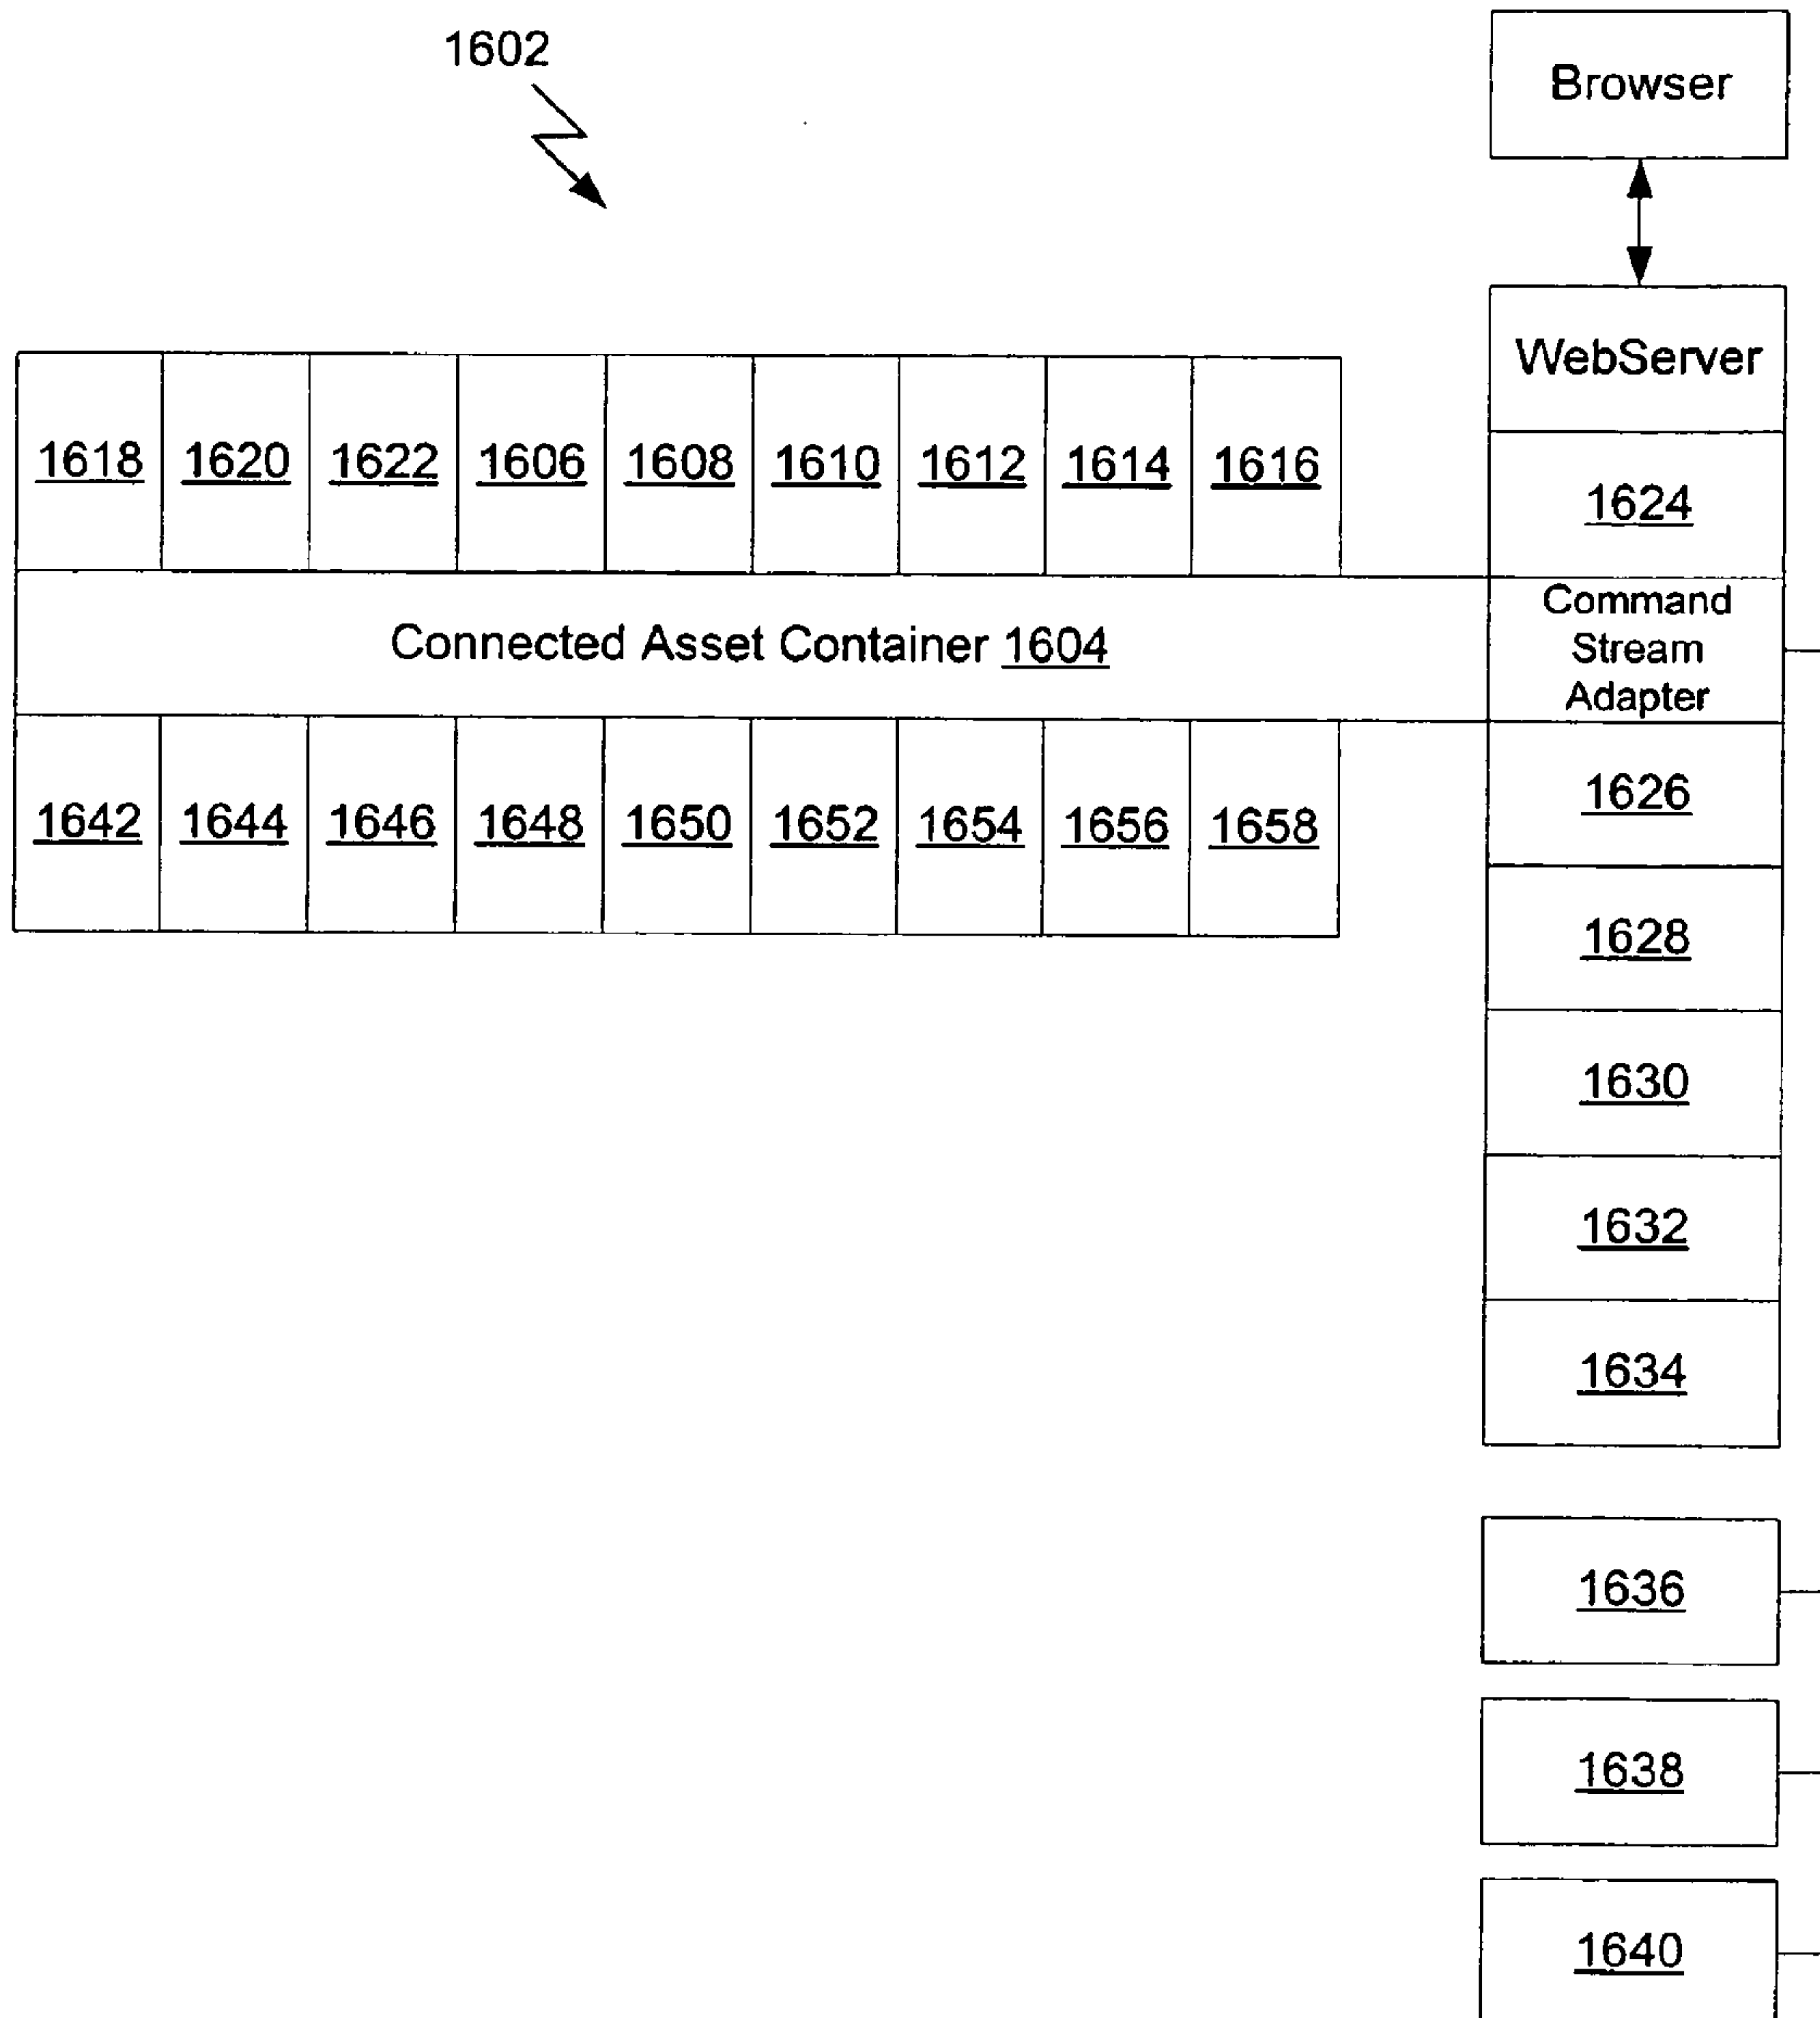 1602
Browser
WebServer
1618 1620 1622 1606 1608 1610 1612 1614 1616
1624
Connected Asset Container 1604
Command
Stream
Adapter
1642 1644 1646 1648 1650 1652 1654 1656 1658
1626
1628
1630
1632
1634
1636
1638
1640